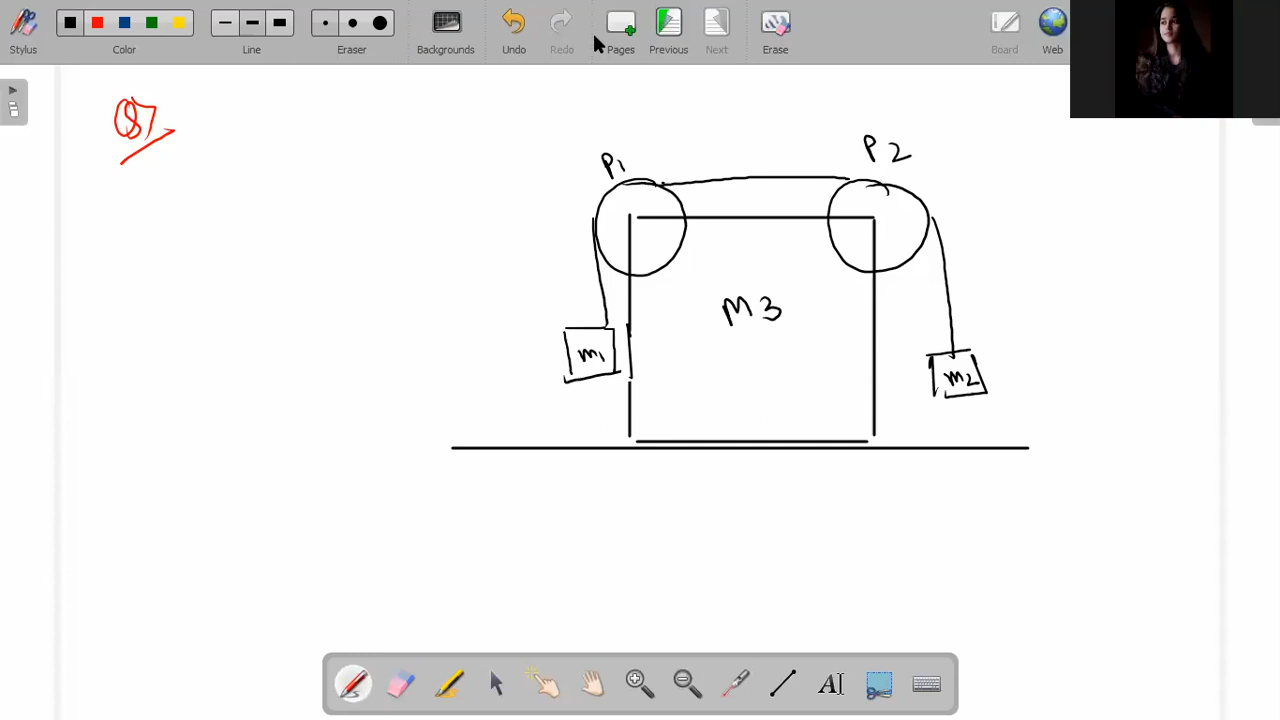 Stylus
Color
Line
Eraser
Backgrounds
Undo
Redo
Pages
Previous
Next
Erase
Board
Web
Q7
P1
P2
M3
m1
m2
AI